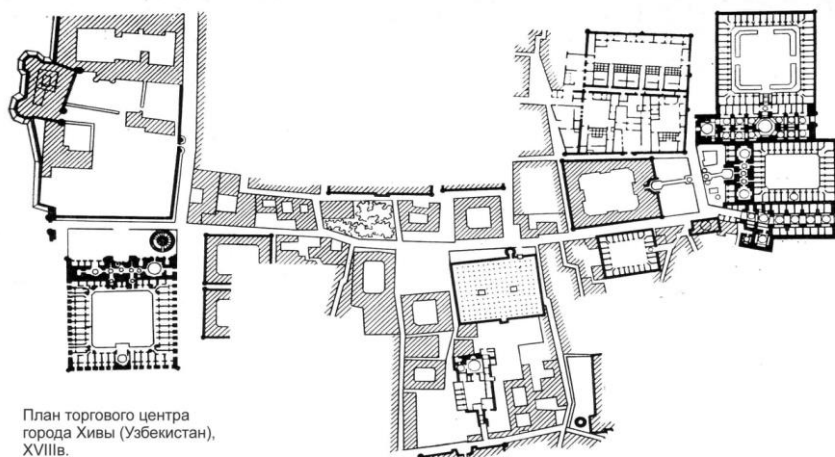 План торгового центра
города Хивы (Узбекистан),
XVIIIв.